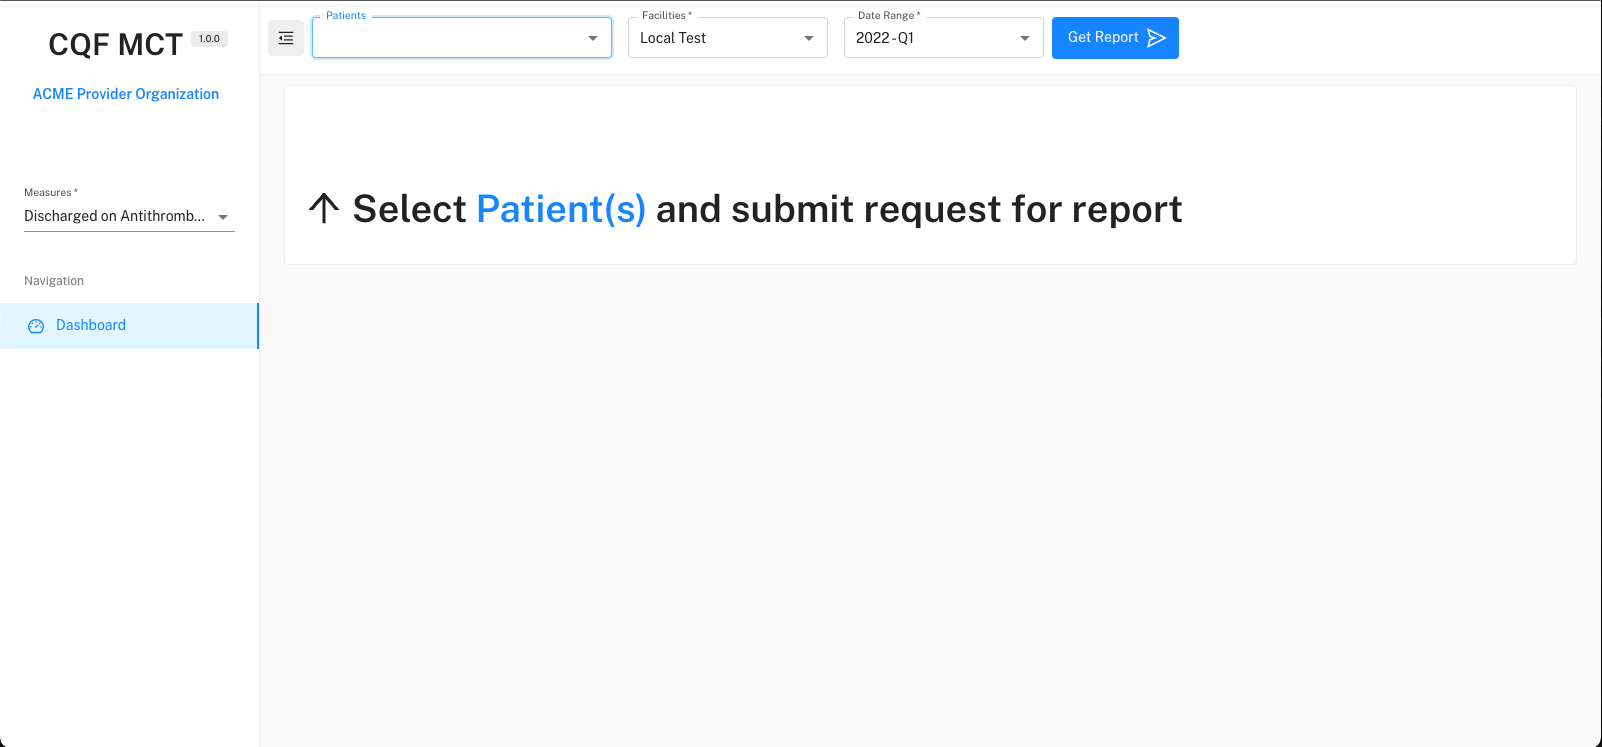 CQF MCT 1.0.0
ACME Provider Organization
Measures *
Discharged on Antithromb...
Navigation
Dashboard
Patients
Facilities *
Local Test
Date Range *
2022 - Q1
Get Report
Select Patient(s) and submit request for report